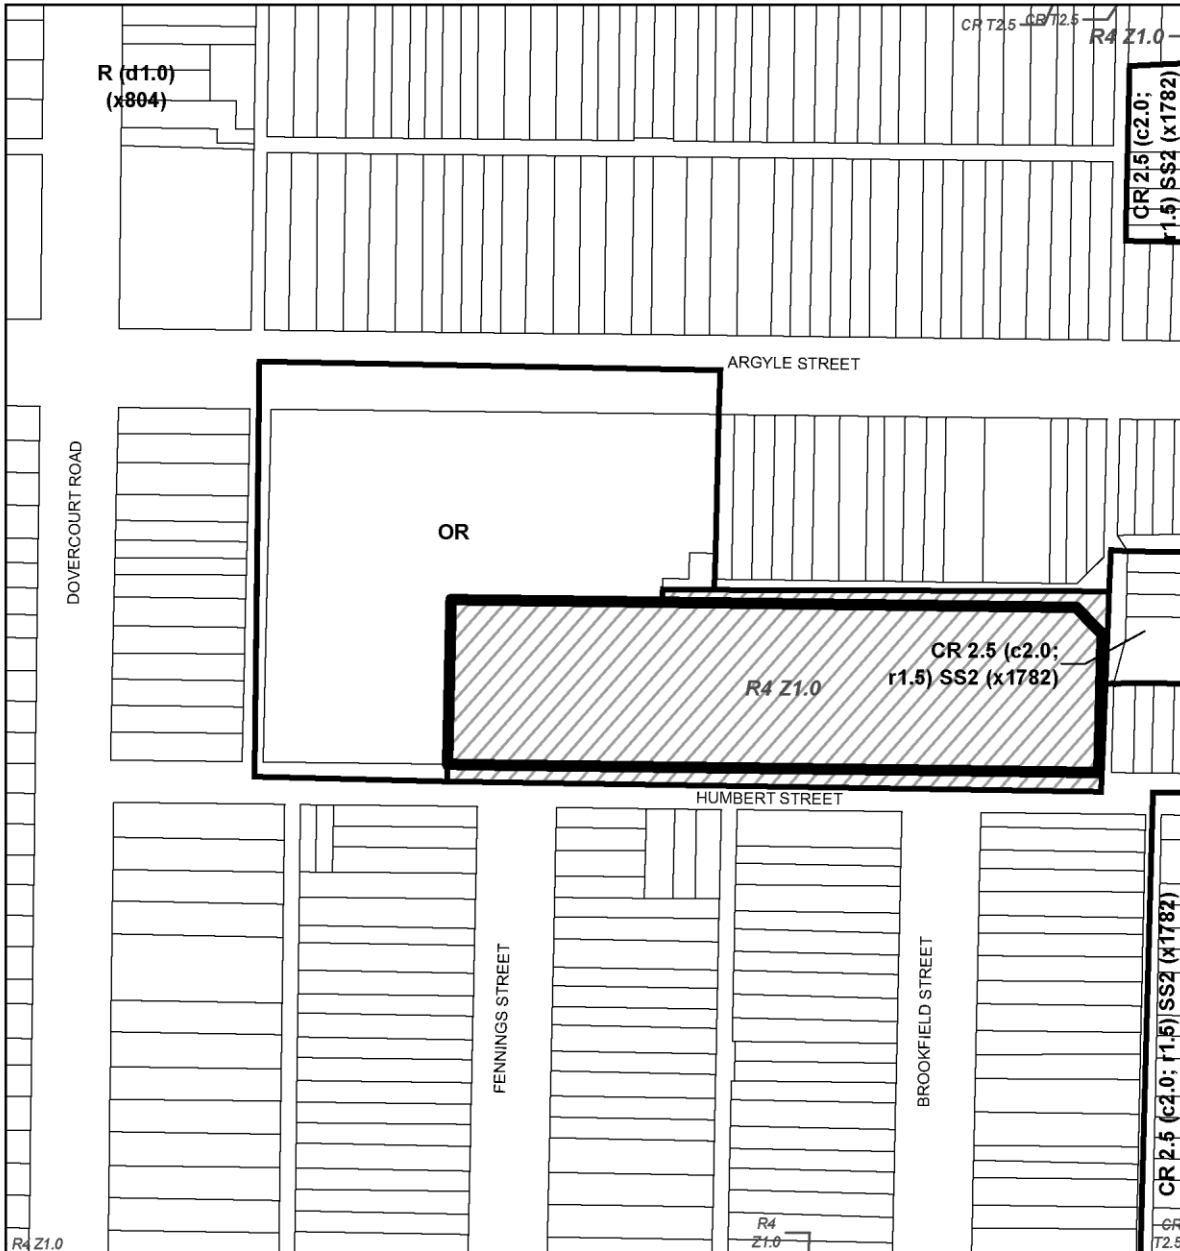 CR T2.5
CR T2.5
R4 Z1.0
R (d1.0)
(x804)
CR 2.5 (c2.0;
r1.5) SS2 (x1782)
ARGYLE STREET
DOVERCOURT ROAD
OR
CR 2.5 (c2.0;
r1.5) SS2 (x1782)
R4 Z1.0
HUMBERT STREET
FENNINGS STREET
BROOKFIELD STREET
CR 2.5 (c2.0; r1.5) SS2 (x1782)
R4 Z1.0
R4
Z1.0
CR
T2.5